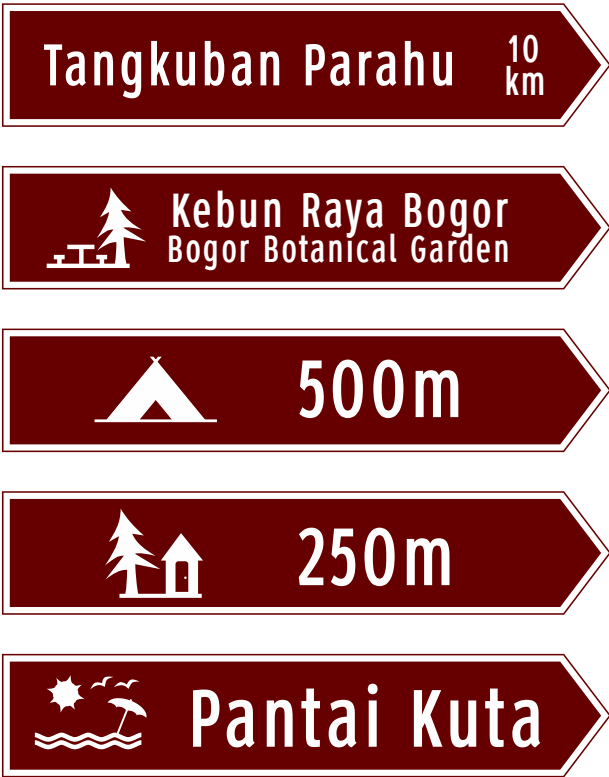 Tangkuban Parahu
10
km
Kebun Raya Bogor
Bogor Botanical Garden
500m
250m
Pantai Kuta